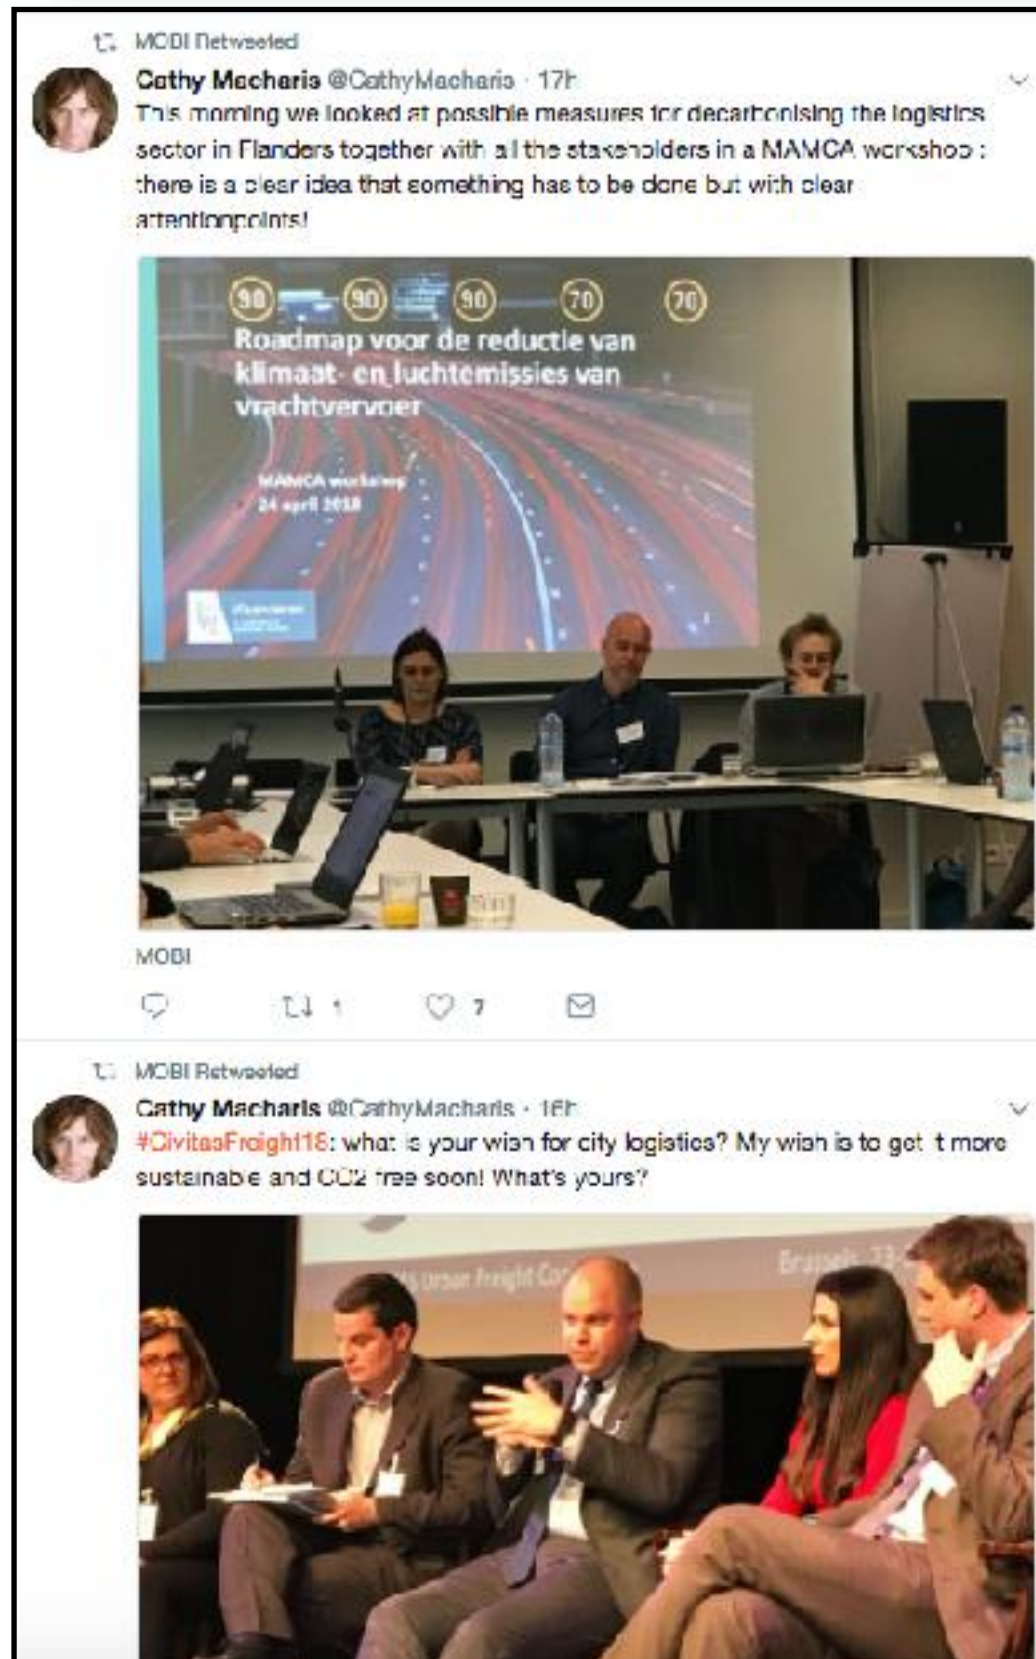 MOBI Retweeted
Cathy Macharis @CathyMacharis · 17h
This morning we looked at possible measures for decarbonising the logistics
sector in Flanders together with all the stakeholders in a MAMCA workshop :
there is a clear idea that something has to be done but with clear
attentionpoints!
90 90 90 70 70
Roadmap voor de reductie van
klimaat- en luchtemissies van
vrachtvervoer
MAMCA workshop
24 april 2018
Vlaanderen
MOBI
1 7
MOBI Retweeted
Cathy Macharis @CathyMacharis · 16h
#CivitasFreight18: what is your wish for city logistics? My wish is to get it more
sustainable and CO2 free soon! What's yours?
Urban Freight
Brussels, 23